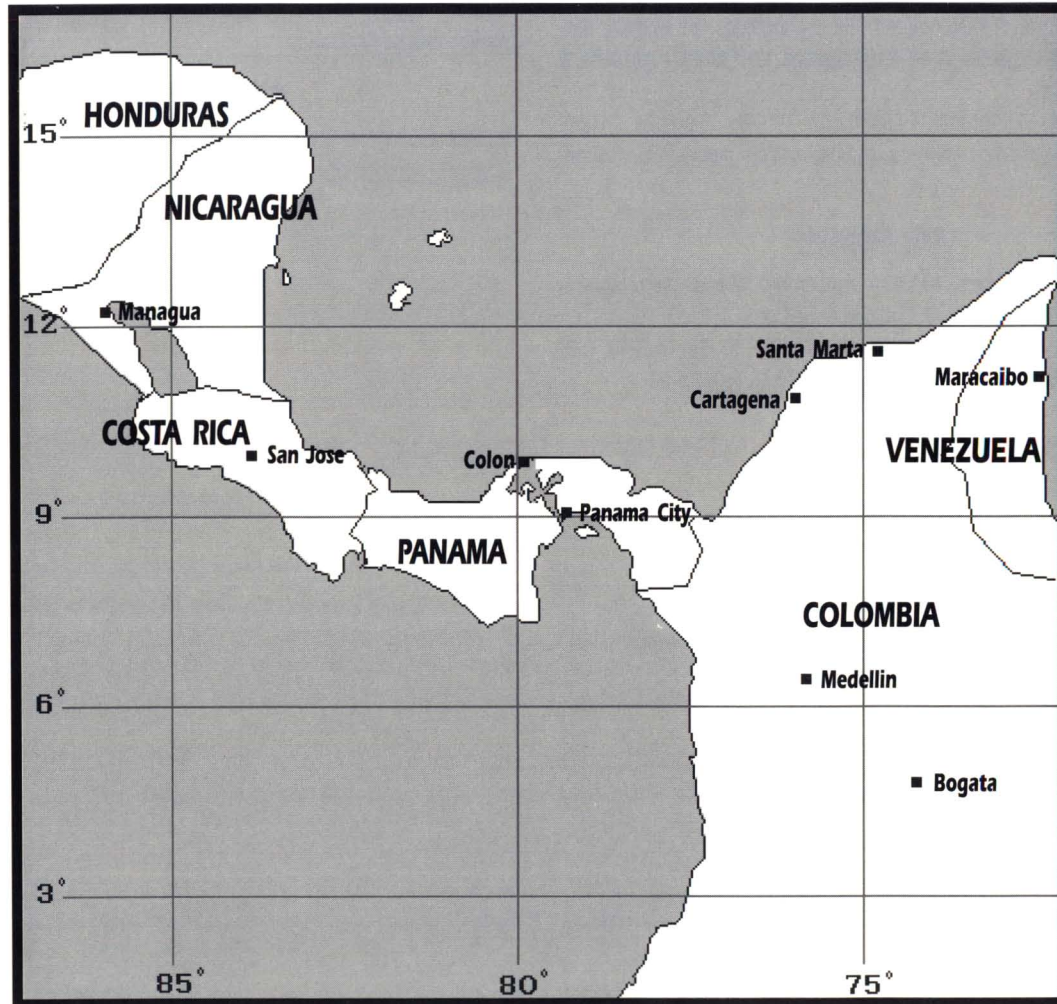 HONDURAS
15°
NICARAGUA
Managua
12°
Santa Marta
Maracaibo
Cartagena
COSTA RICA
San Jose
VENEZUELA
Colon
9°
Panama City
PANAMA
COLOMBIA
Medellin
6°
Bogata
3°
85°
80°
75°